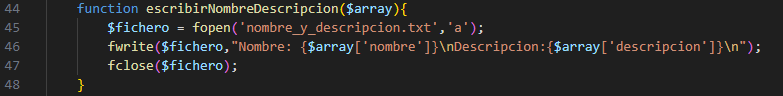 44 function escribirNombreDescripcion($array){
45 $fichero = fopen('nombre_y_descripcion.txt','a');
46 fwrite($fichero,"Nombre: {$array['nombre']}\nDescripcion:{$array['descripcion']}\n");
47 fclose($fichero);
48 }